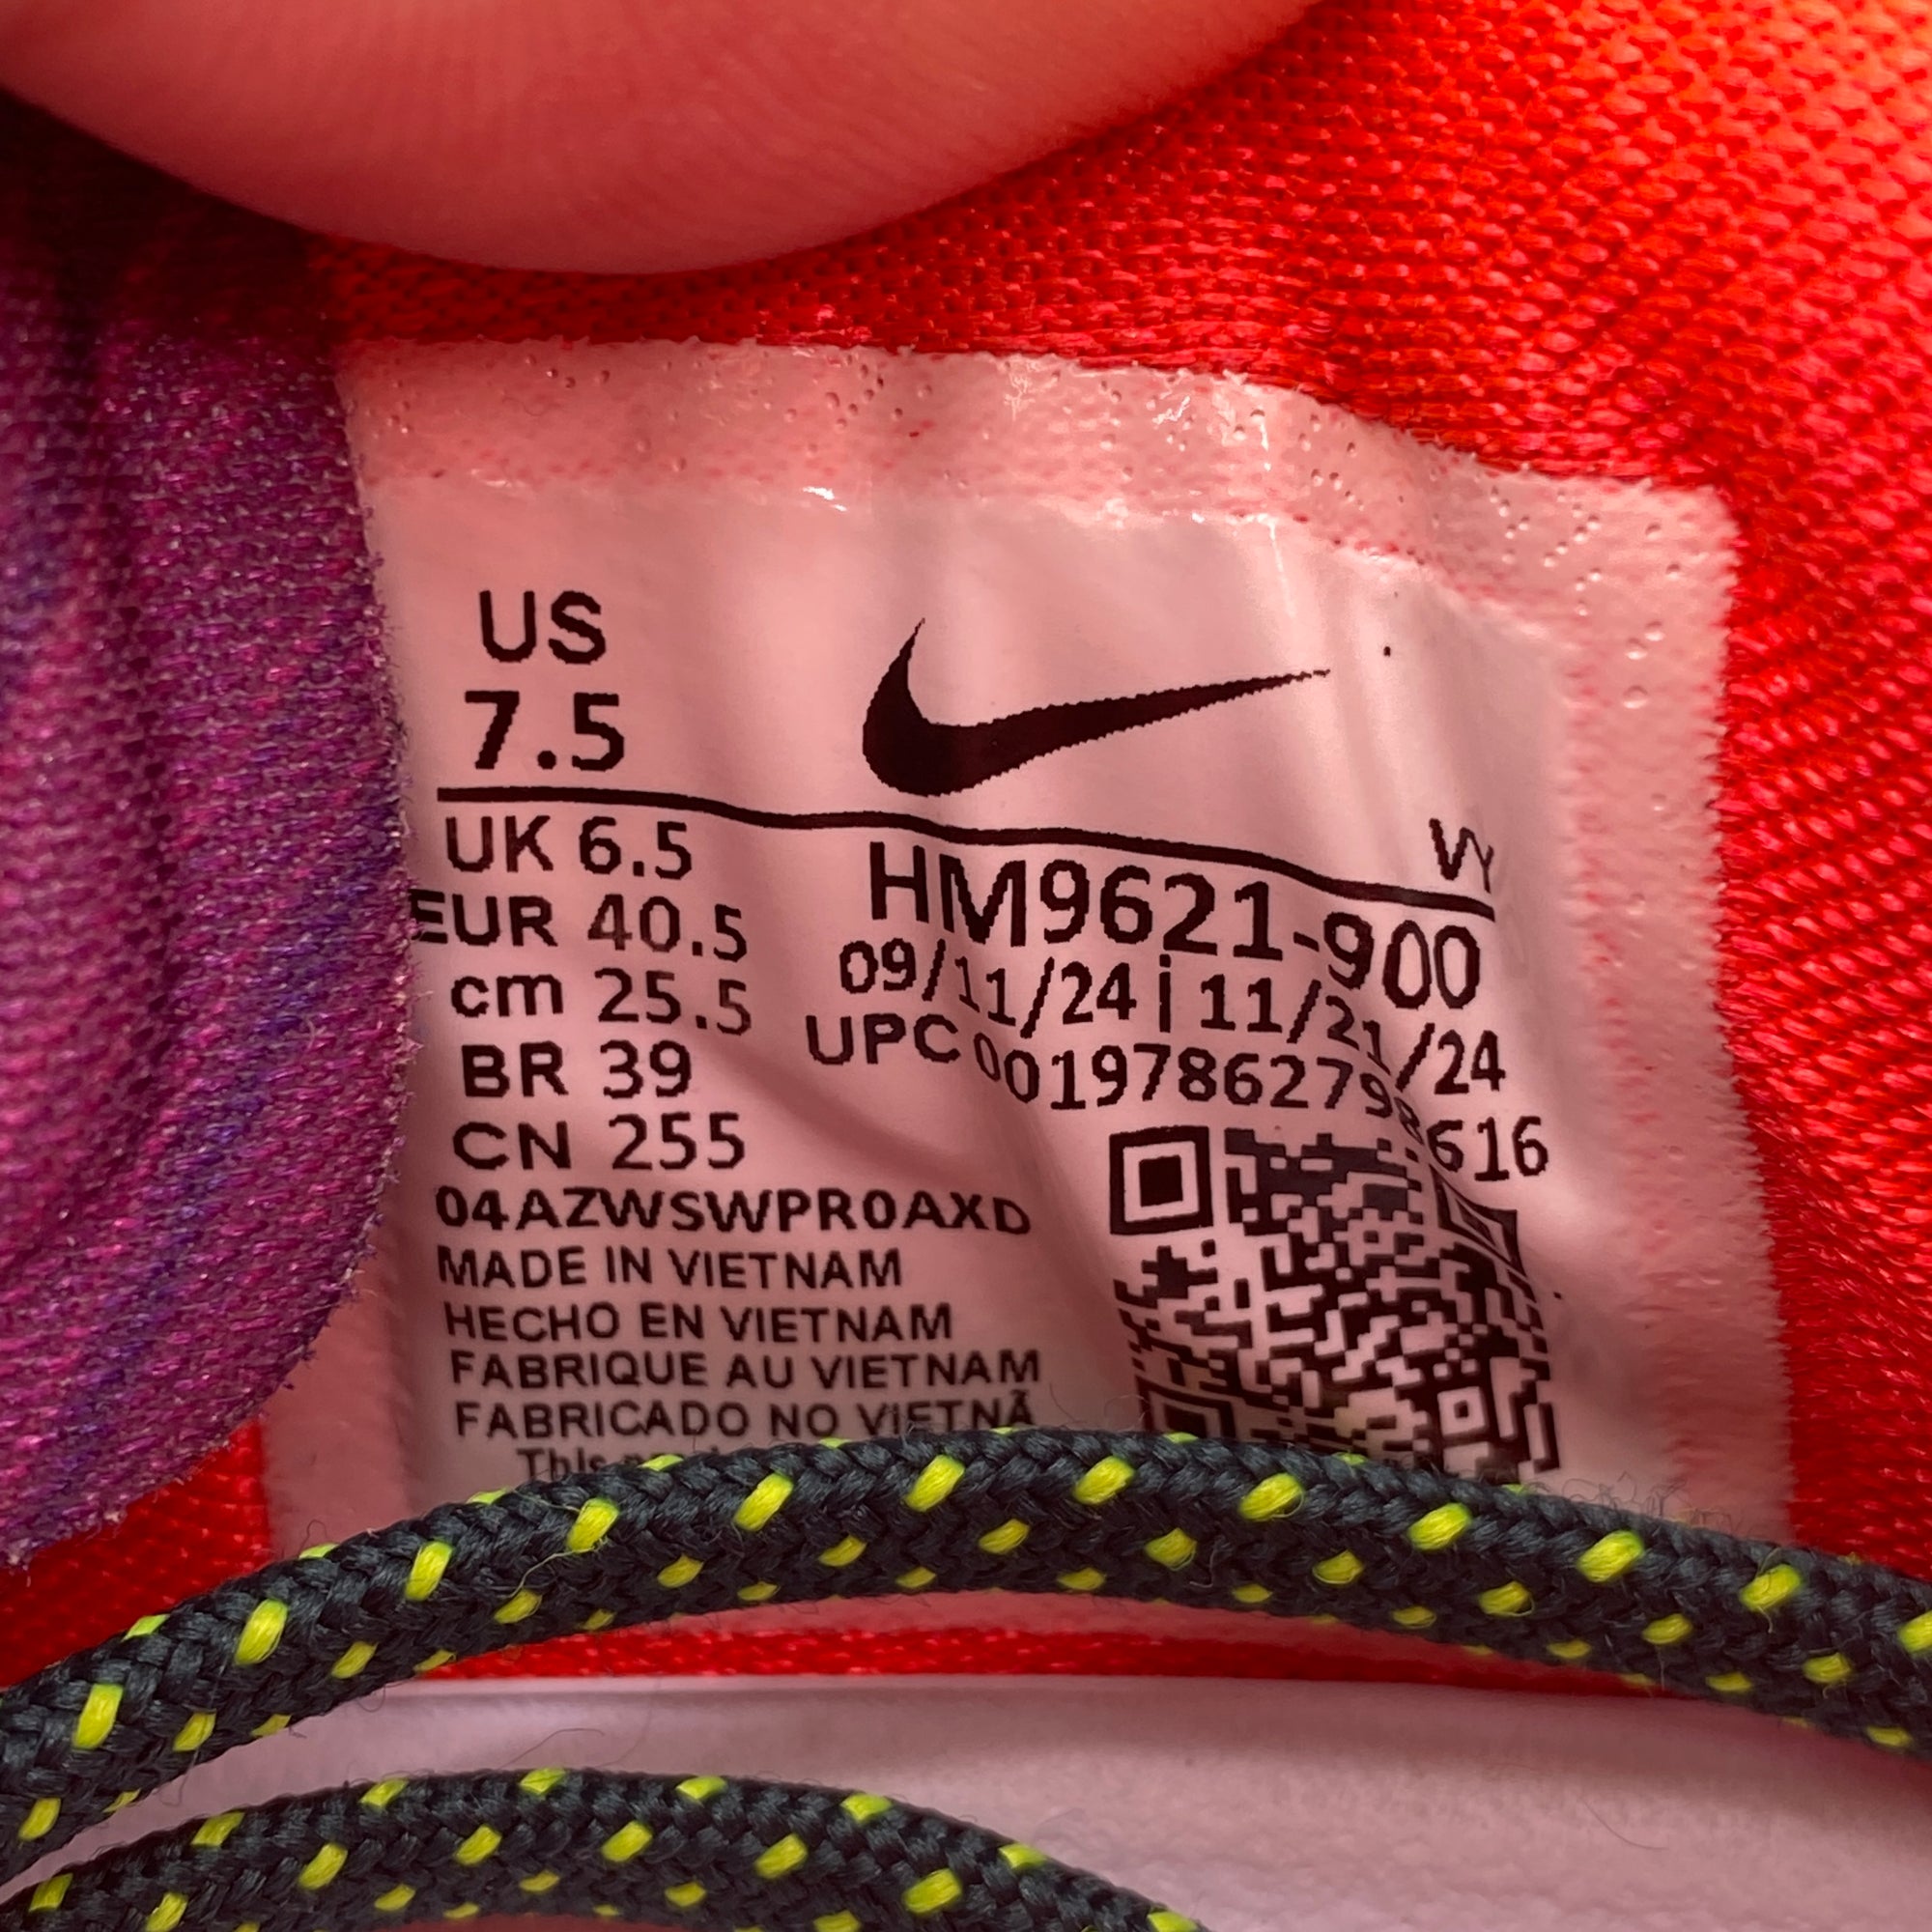 US
7.5
VY
UK 6.5
EUR 40.5
cm 25.5
BR 39
CN 255
HM9621-900
09/11/24 i 11/21/24
UPC 00197862798616
04AZWSWPR0AXD
MADE IN VIETNAM
HECHO EN VIETNAM
FABRIQUE AU VIETNAM
FABRICADO NO VIETNÃ
This